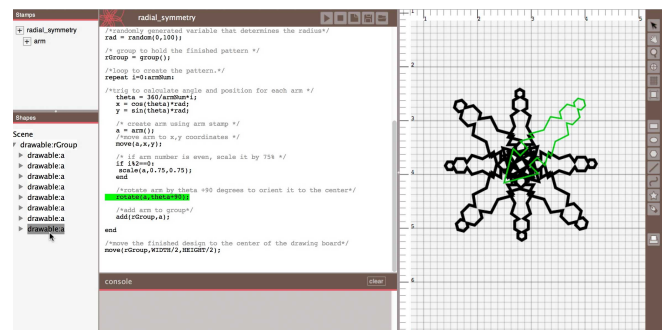 Stamps
radial_symmetry
arm
Shapes
Scene
drawable:rGroup
drawable:a
drawable:a
drawable:a
drawable:a
drawable:a
drawable:a
drawable:a
drawable:a
radial_symmetry
/*randomly generated variable that determines the radius*/
rad = random(0,100);
/* group to hold the finished pattern */
rGroup = group();
/*loop to create the pattern.*/
repeat i=0:armNum:
/*trig to calculate angle and position for each arm */
theta = 360/armNum*i;
x = cos(theta)*rad;
y = sin(theta)*rad;
/* create arm using arm stamp */
a = arm();
/*move arm to x,y coordinates */
move(a,x,y);
/* if arm number is even, scale it by 75% */
if i%2==0:
scale(a,0.75,0.75);
end
/*rotate arm by theta +90 degrees to orient it to the center*/
rotate(a,theta+90);
/*add arm to group*/
add(rGroup,a);
end
/*move the finished design to the center of the drawing board*/
move(rGroup,WIDTH/2,HEIGHT/2);
console
clear
1
1
2
3
4
5
2
3
4
5
6